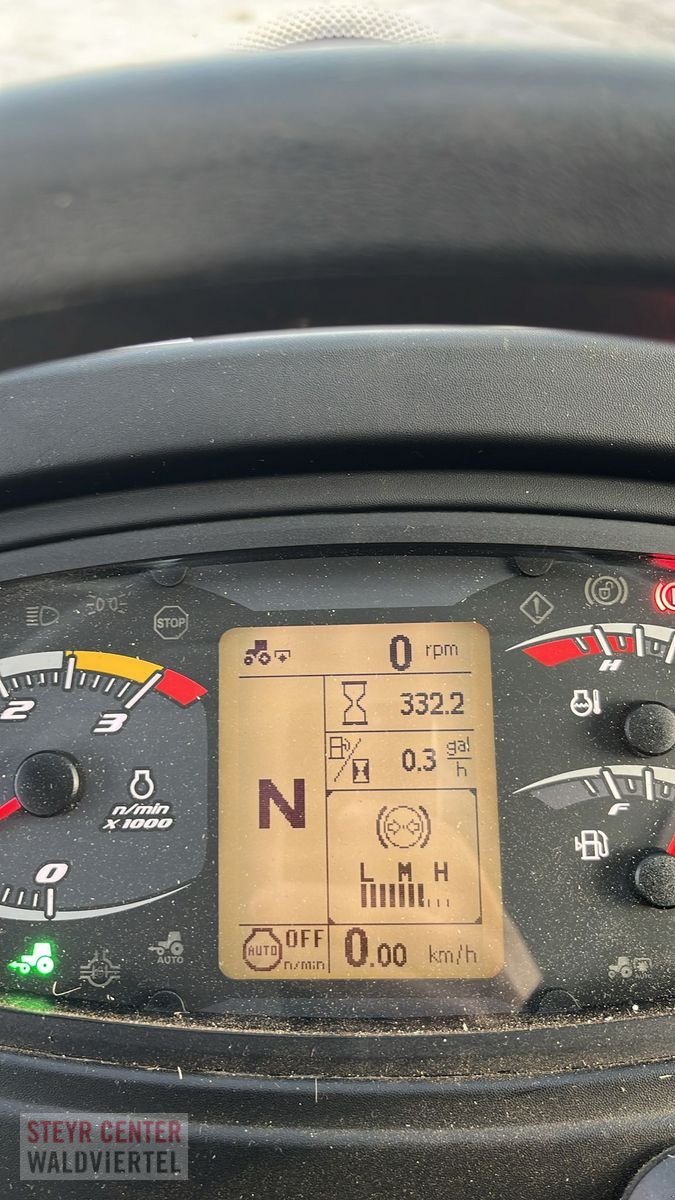 STOP
0 rpm
332.2
0.3 gal/h
N
L M H
AUTO OFF n/min
0.00 km/h
2
3
n/min
X1000
0
AUTO
H
F
STEYR CENTER
WALDVIERTEL